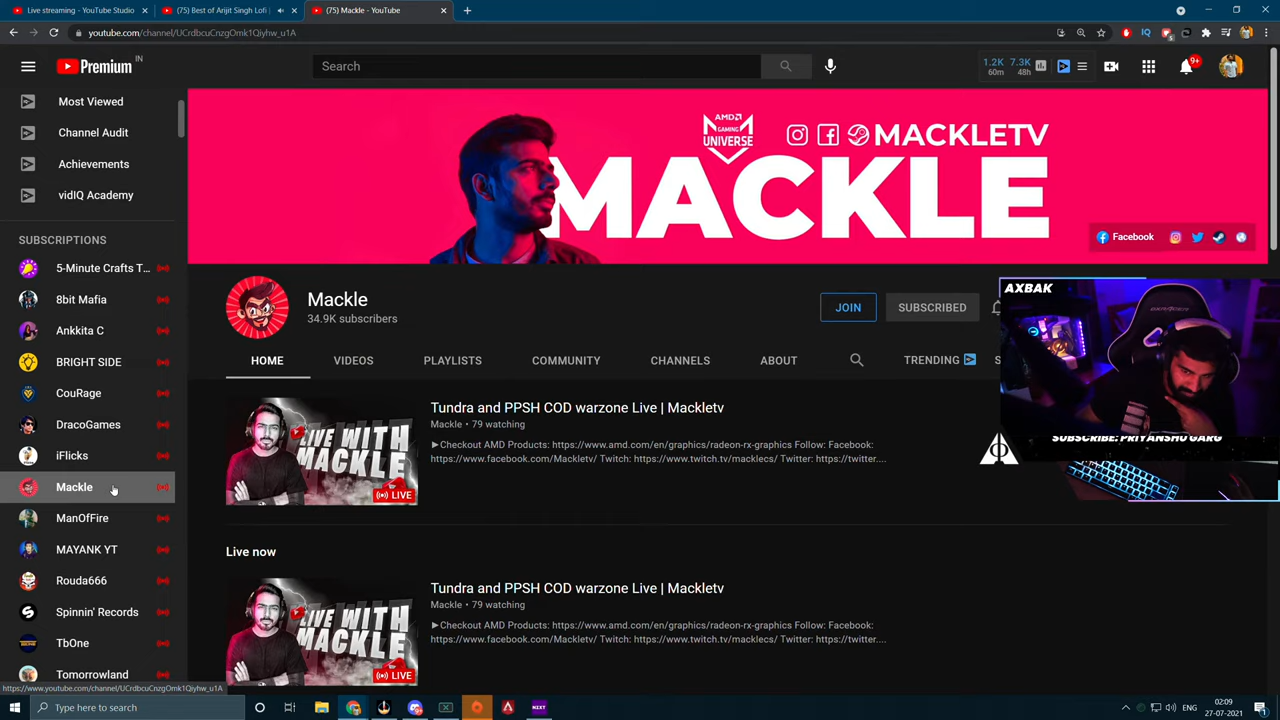 Live streaming - YouTube Studio
(75) Best of Arijit Singh Lofi |
(75) Mackle - YouTube
youtube.com/channel/UCrdbcuCnzgOmk1Qiyhw_u1A
Premium IN
Search
1.2K 7.3K
60m 48h
9+
Most Viewed
Channel Audit
Achievements
vidIQ Academy
SUBSCRIPTIONS
5-Minute Crafts T...
8bit Mafia
Ankkita C
BRIGHT SIDE
CouRage
DracoGames
iFlicks
Mackle
ManOfFire
MAYANK YT
Rouda666
Spinnin' Records
TbOne
Tomorrowland
AMD
GAMING
UNIVERSE
MACKLETV
MACKLE
Facebook
Mackle
34.9K subscribers
JOIN
SUBSCRIBED
HOME VIDEOS PLAYLISTS COMMUNITY CHANNELS ABOUT TRENDING S
AXBAK
SUBSCRIBE: PRIYANSHU GARG
LIVE WITH
MACKLE
LIVE
Tundra and PPSH COD warzone Live | Mackletv
Mackle • 79 watching
►Checkout AMD Products: https://www.amd.com/en/graphics/radeon-rx-graphics Follow: Facebook:
https://www.facebook.com/Mackletv/ Twitch: https://www.twitch.tv/macklecs/ Twitter: https://twitter....
Live now
LIVE WITH
MACKLE
LIVE
Tundra and PPSH COD warzone Live | Mackletv
Mackle • 79 watching
►Checkout AMD Products: https://www.amd.com/en/graphics/radeon-rx-graphics Follow: Facebook:
https://www.facebook.com/Mackletv/ Twitch: https://www.twitch.tv/macklecs/ Twitter: https://twitter....
https://www.youtube.com/channel/UCrdbcuCnzgOmk1Qiyhw_u1A
Type here to search
NZXT
ENG
02:09
27-07-2021
1